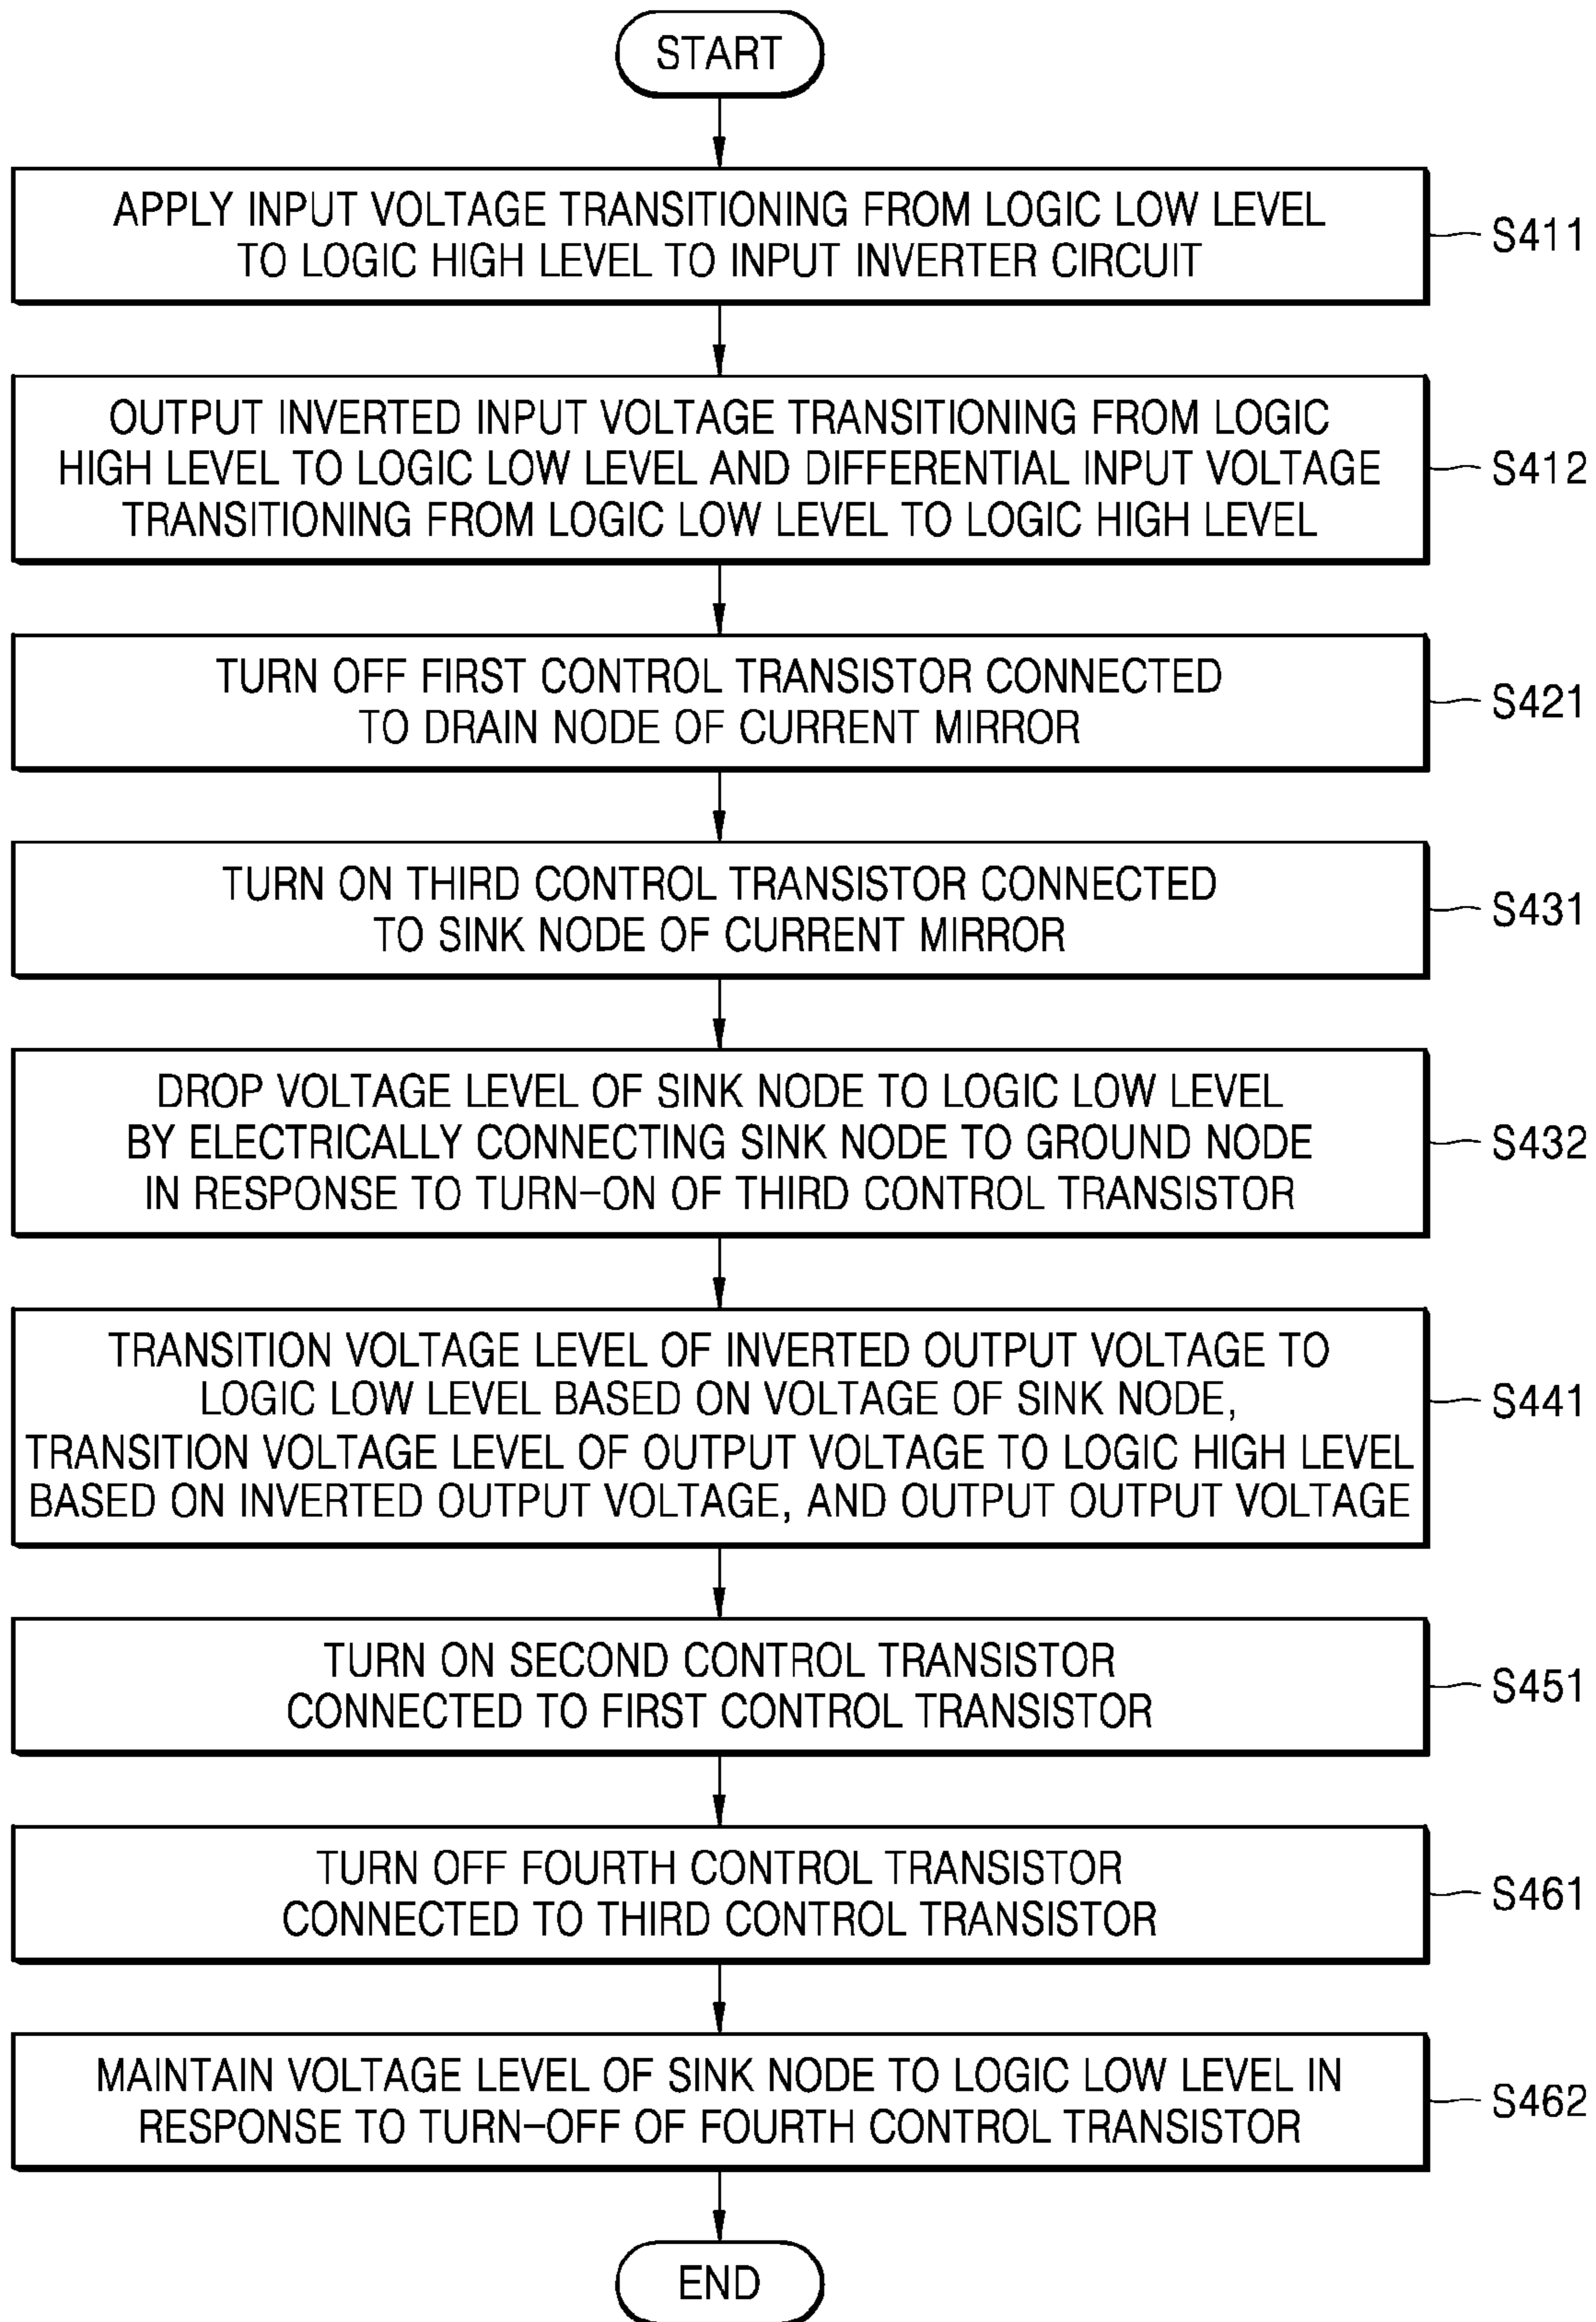 START
APPLY INPUT VOLTAGE TRANSITIONING FROM LOGIC LOW LEVEL
TO LOGIC HIGH LEVEL TO INPUT INVERTER CIRCUIT
S411
OUTPUT INVERTED INPUT VOLTAGE TRANSITIONING FROM LOGIC
HIGH LEVEL TO LOGIC LOW LEVEL AND DIFFERENTIAL INPUT VOLTAGE
TRANSITIONING FROM LOGIC LOW LEVEL TO LOGIC HIGH LEVEL
S412
TURN OFF FIRST CONTROL TRANSISTOR CONNECTED
TO DRAIN NODE OF CURRENT MIRROR
S421
TURN ON THIRD CONTROL TRANSISTOR CONNECTED
TO SINK NODE OF CURRENT MIRROR
S431
DROP VOLTAGE LEVEL OF SINK NODE TO LOGIC LOW LEVEL
BY ELECTRICALLY CONNECTING SINK NODE TO GROUND NODE
IN RESPONSE TO TURN-ON OF THIRD CONTROL TRANSISTOR
S432
TRANSITION VOLTAGE LEVEL OF INVERTED OUTPUT VOLTAGE TO
LOGIC LOW LEVEL BASED ON VOLTAGE OF SINK NODE,
TRANSITION VOLTAGE LEVEL OF OUTPUT VOLTAGE TO LOGIC HIGH LEVEL
BASED ON INVERTED OUTPUT VOLTAGE, AND OUTPUT OUTPUT VOLTAGE
S441
TURN ON SECOND CONTROL TRANSISTOR
CONNECTED TO FIRST CONTROL TRANSISTOR
S451
TURN OFF FOURTH CONTROL TRANSISTOR
CONNECTED TO THIRD CONTROL TRANSISTOR
S461
MAINTAIN VOLTAGE LEVEL OF SINK NODE TO LOGIC LOW LEVEL IN
RESPONSE TO TURN-OFF OF FOURTH CONTROL TRANSISTOR
S462
END